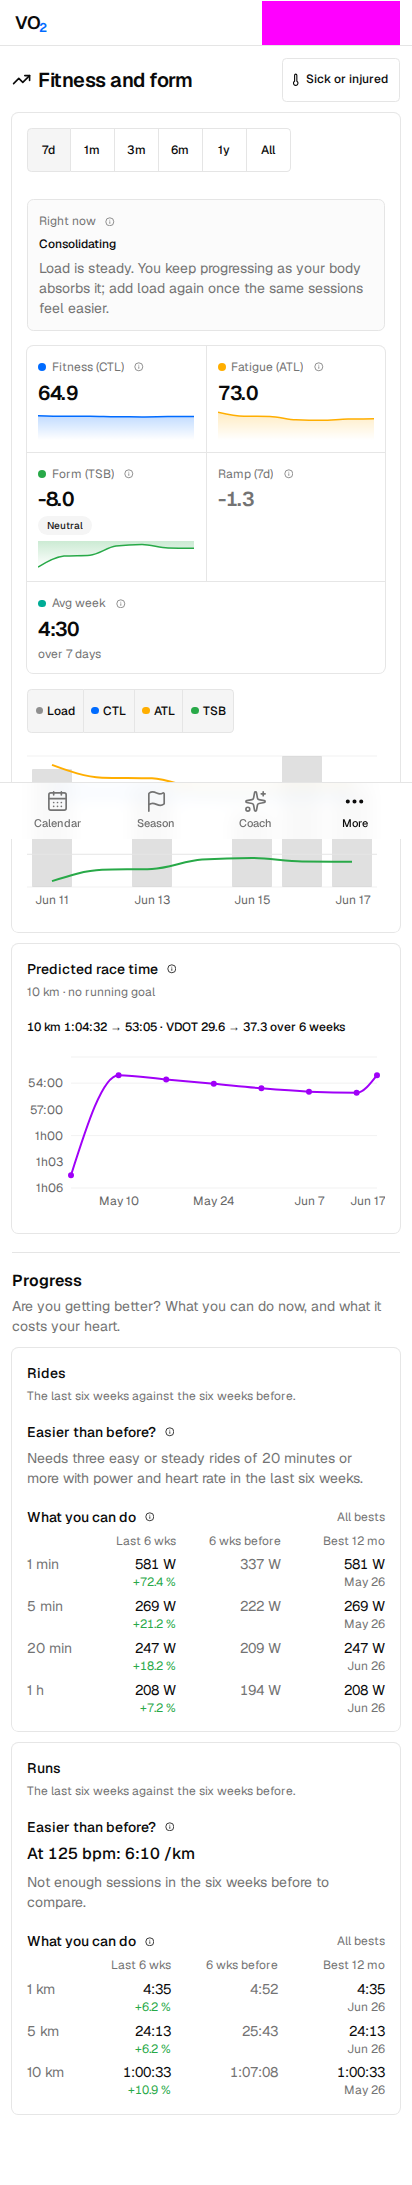 VO2
Fitness and form
Sick or injured
7d 1m 3m 6m 1y All
Right now
Consolidating
Load is steady. You keep progressing as your body
absorbs it; add load again once the same sessions
feel easier.
Fitness (CTL)
64.9
Fatigue (ATL)
73.0
Form (TSB)
-8.0
Neutral
Ramp (7d)
-1.3
Avg week
4:30
over 7 days
Load CTL ATL TSB
Calendar Season Coach More
Jun 11 Jun 13 Jun 15 Jun 17
Predicted race time
10 km · no running goal
10 km 1:04:32 → 53:05 · VDOT 29.6 → 37.3 over 6 weeks
54:00
57:00
1h00
1h03
1h06
May 10 May 24 Jun 7 Jun 17
Progress
Are you getting better? What you can do now, and what it
costs your heart.
Rides
The last six weeks against the six weeks before.
Easier than before?
Needs three easy or steady rides of 20 minutes or
more with power and heart rate in the last six weeks.
What you can do All bests
Last 6 wks 6 wks before Best 12 mo
1 min 581 W 337 W 581 W
+72.4 % May 26
5 min 269 W 222 W 269 W
+21.2 % May 26
20 min 247 W 209 W 247 W
+18.2 % Jun 26
1 h 208 W 194 W 208 W
+7.2 % Jun 26
Runs
The last six weeks against the six weeks before.
Easier than before?
At 125 bpm: 6:10 /km
Not enough sessions in the six weeks before to
compare.
What you can do All bests
Last 6 wks 6 wks before Best 12 mo
1 km 4:35 4:52 4:35
+6.2 % Jun 26
5 km 24:13 25:43 24:13
+6.2 % Jun 26
10 km 1:00:33 1:07:08 1:00:33
+10.9 % May 26